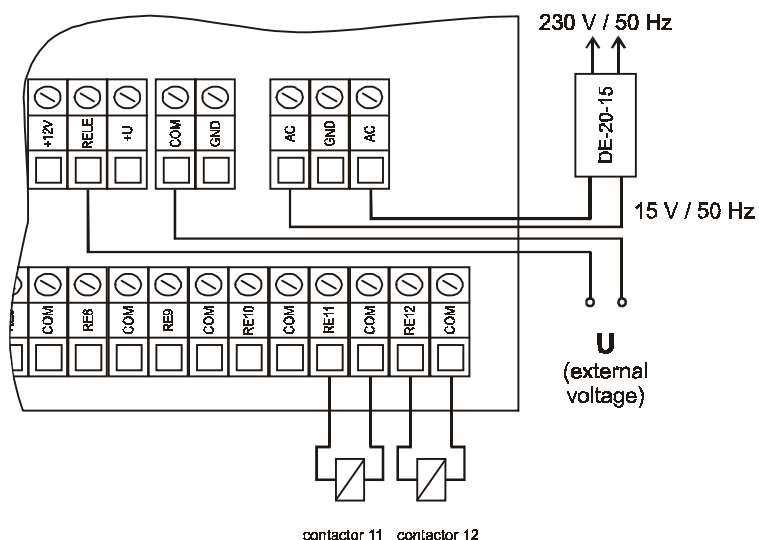 230 V / 50 Hz
DE-20-15
+12V RELE +U COM GND AC GND AC
15 V / 50 Hz
COM RE8 COM RE9 COM RE10 COM RE11 COM RE12 COM
U
(external
voltage)
contactor 11 contactor 12